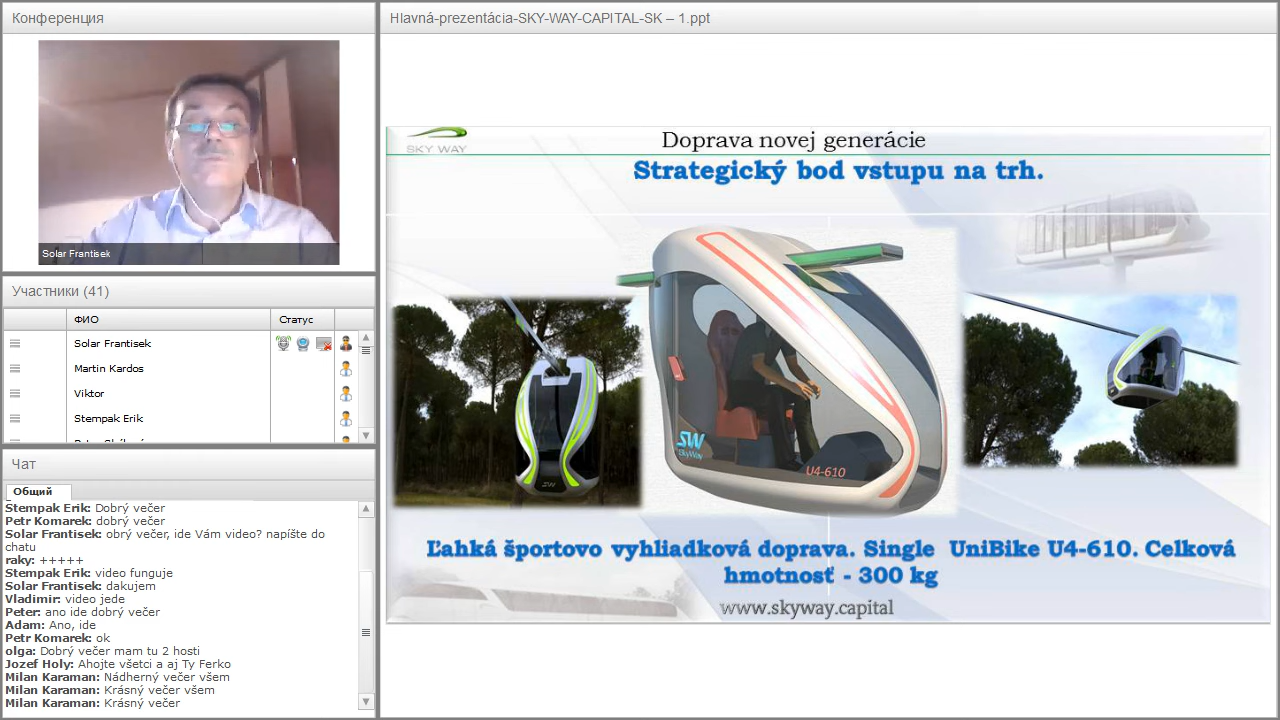 Конференция
Solar Frantisek
Участники (41)
ФИО
Статус
Solar Frantisek
Martin Kardos
Viktor
Stempak Erik
Чат
Общий
Stempak Erik: Dobrý večer
Petr Komarek: dobrý večer
Solar Frantisek: obrý večer, ide Vám video? napíšte do
chatu
raky: +++++
Stempak Erik: video funguje
Solar Frantisek: dakujem
Vladimir: video jede
Peter: ano ide dobrý večer
Adam: Ano, ide
Petr Komarek: ok
olga: Dobrý večer mam tu 2 hosti
Jozef Holy: Ahojte všetci a aj Ty Ferko
Milan Karaman: Nádherný večer všem
Milan Karaman: Krásný večer všem
Milan Karaman: Krásný večer
Hlavná-prezentácia-SKY-WAY-CAPITAL-SK – 1.ppt
SKY WAY
Doprava novej generácie
Strategický bod vstupu na trh.
SW
SkyWay
U4-610
SW
Ľahká športovo vyhliadková doprava. Single UniBike U4-610. Celková
hmotnosť - 300 kg
www.skyway.capital